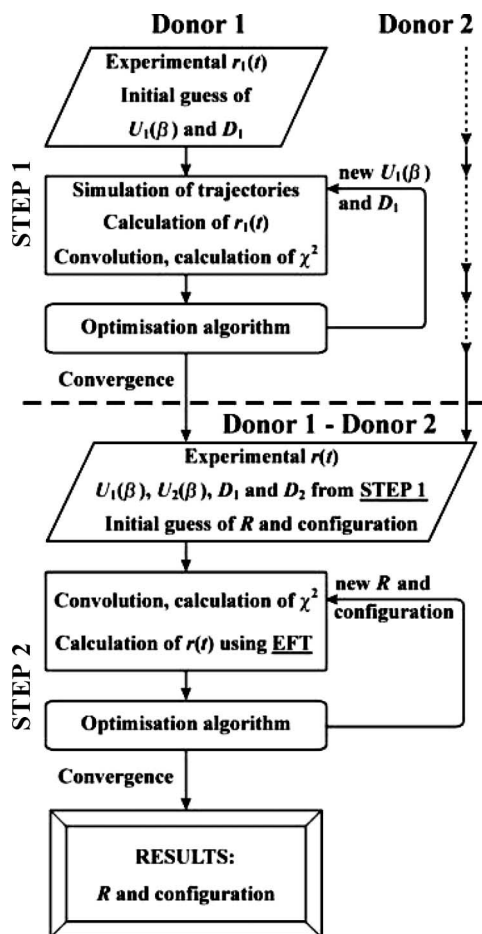 Donor 1
Donor 2
Experimental r₁(t)
Initial guess of
U₁(β) and D₁
STEP 1
new U₁(β)
and D₁
Simulation of trajectories
Calculation of r₁(t)
Convolution, calculation of χ²
Optimisation algorithm
Convergence
Donor 1 - Donor 2
Experimental r(t)
U₁(β), U₂(β), D₁ and D₂ from STEP 1
Initial guess of R and configuration
STEP 2
new R and
configuration
Convolution, calculation of χ²
Calculation of r(t) using EFT
Optimisation algorithm
Convergence
RESULTS:
R and configuration